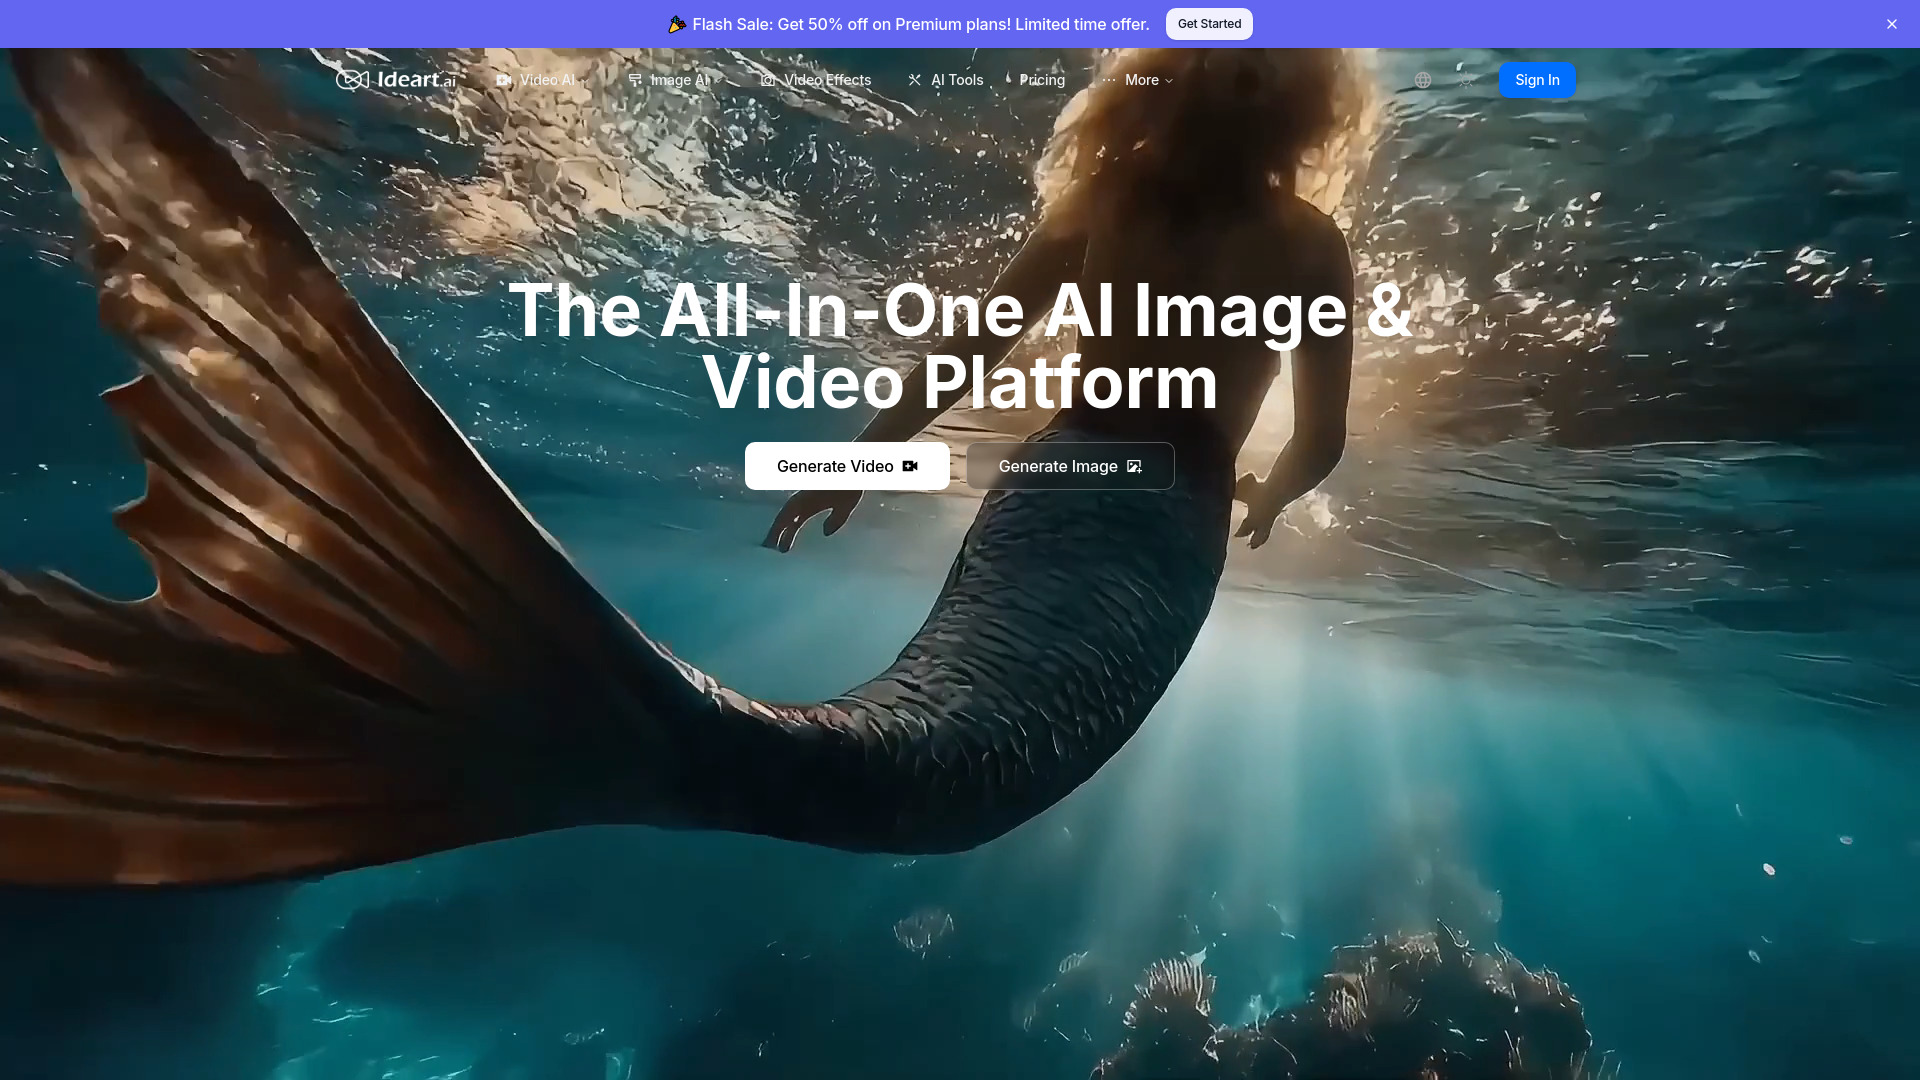 Flash Sale: Get 50% off on Premium plans! Limited time offer.
Get Started
Ideart.ai
Video AI
Image AI
Video Effects
AI Tools
Pricing
More
Sign In
The All-In-One AI Image &
Video Platform
Generate Video
Generate Image